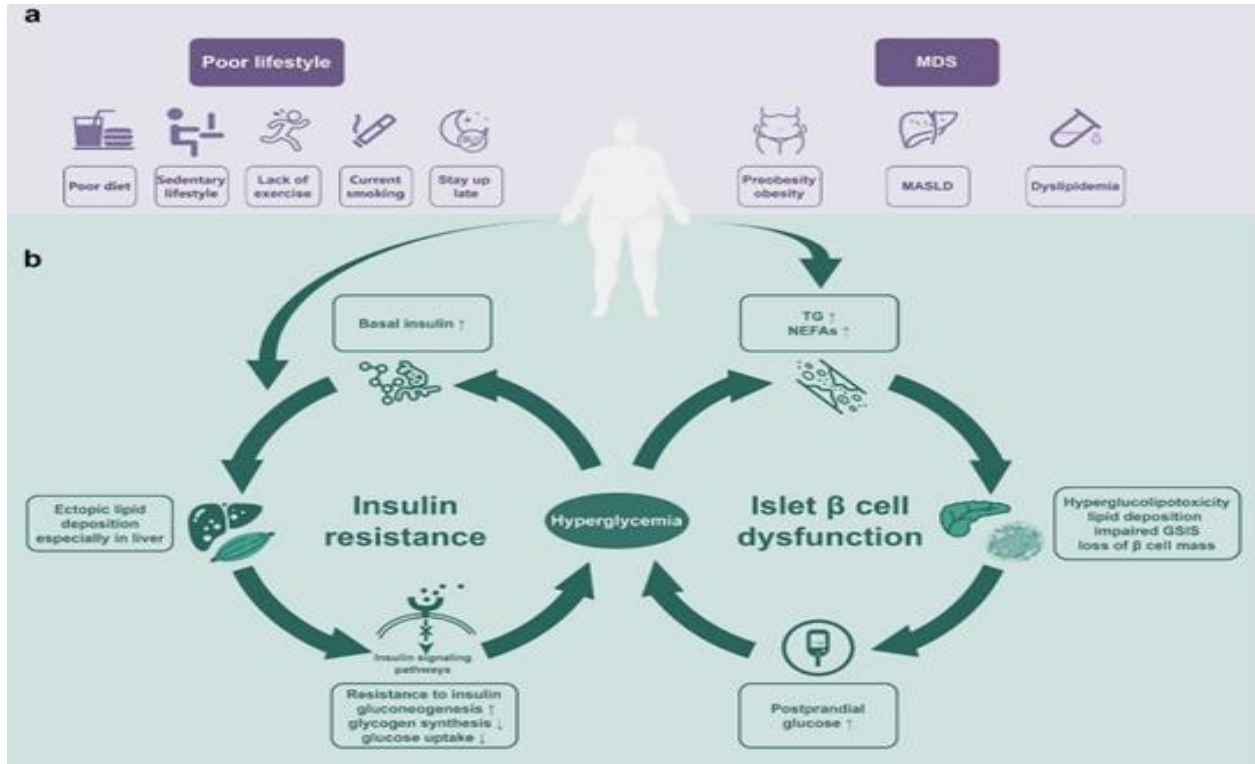 a
Poor lifestyle
MDS
Poor diet
Sedentary
lifestyle
Lack of
exercise
Current
smoking
Stay up
late
Preobesity
obesity
MASLD
Dyslipidemia
b
Basal insulin ↑
TG ↑
NEFAs ↑
Ectopic lipid
deposition
especially in liver
Insulin
resistance
Hyperglycemia
Islet β cell
dysfunction
Hyperglucolipotoxicity
lipid deposition
impaired GSIS
loss of β cell mass
Insulin signaling
pathways
Resistance to insulin
gluconeogenesis ↑
glycogen synthesis ↓
glucose uptake ↓
Postprandial
glucose ↑